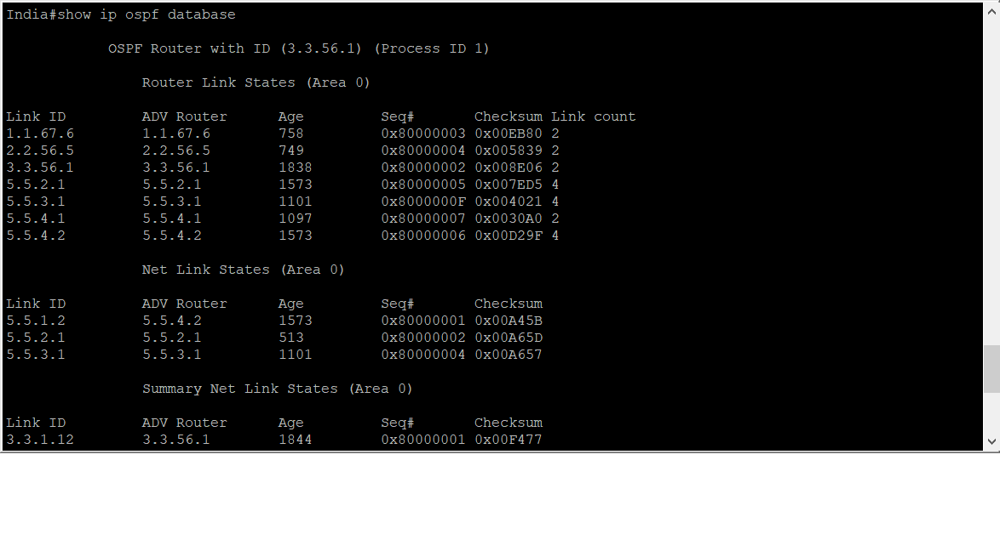 India#show ip ospf database
OSPF Router with ID (3.3.56.1) (Process ID 1)
Router Link States (Area 0)
Link ID ADV Router Age Seq# Checksum Link count
1.1.67.6 1.1.67.6 758 0x80000003 0x00EB80 2
2.2.56.5 2.2.56.5 749 0x80000004 0x005839 2
3.3.56.1 3.3.56.1 1838 0x80000002 0x008E06 2
5.5.2.1 5.5.2.1 1573 0x80000005 0x007ED5 4
5.5.3.1 5.5.3.1 1101 0x8000000F 0x004021 4
5.5.4.1 5.5.4.1 1097 0x80000007 0x0030A0 2
5.5.4.2 5.5.4.2 1573 0x80000006 0x00D29F 4
Net Link States (Area 0)
Link ID ADV Router Age Seq# Checksum
5.5.1.2 5.5.4.2 1573 0x80000001 0x00A45B
5.5.2.1 5.5.2.1 513 0x80000002 0x00A65D
5.5.3.1 5.5.3.1 1101 0x80000004 0x00A657
Summary Net Link States (Area 0)
Link ID ADV Router Age Seq# Checksum
3.3.1.12 3.3.56.1 1844 0x80000001 0x00F477